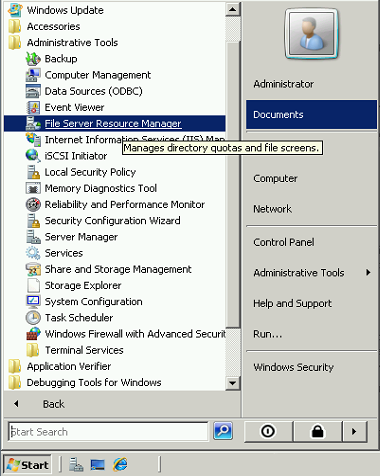 Windows Update
Accessories
Administrative Tools
Backup
Computer Management
Data Sources (ODBC)
Event Viewer
File Server Resource Manager
Internet Information Services (IIS) Man
Manages directory quotas and file screens.
iSCSI Initiator
Local Security Policy
Memory Diagnostics Tool
Reliability and Performance Monitor
Security Configuration Wizard
Server Manager
Services
Share and Storage Management
Storage Explorer
System Configuration
Task Scheduler
Windows Firewall with Advanced Securit
Terminal Services
Application Verifier
Debugging Tools for Windows
Back
Start Search
Administrator
Documents
Computer
Network
Control Panel
Administrative Tools
Help and Support
Run...
Windows Security
Start